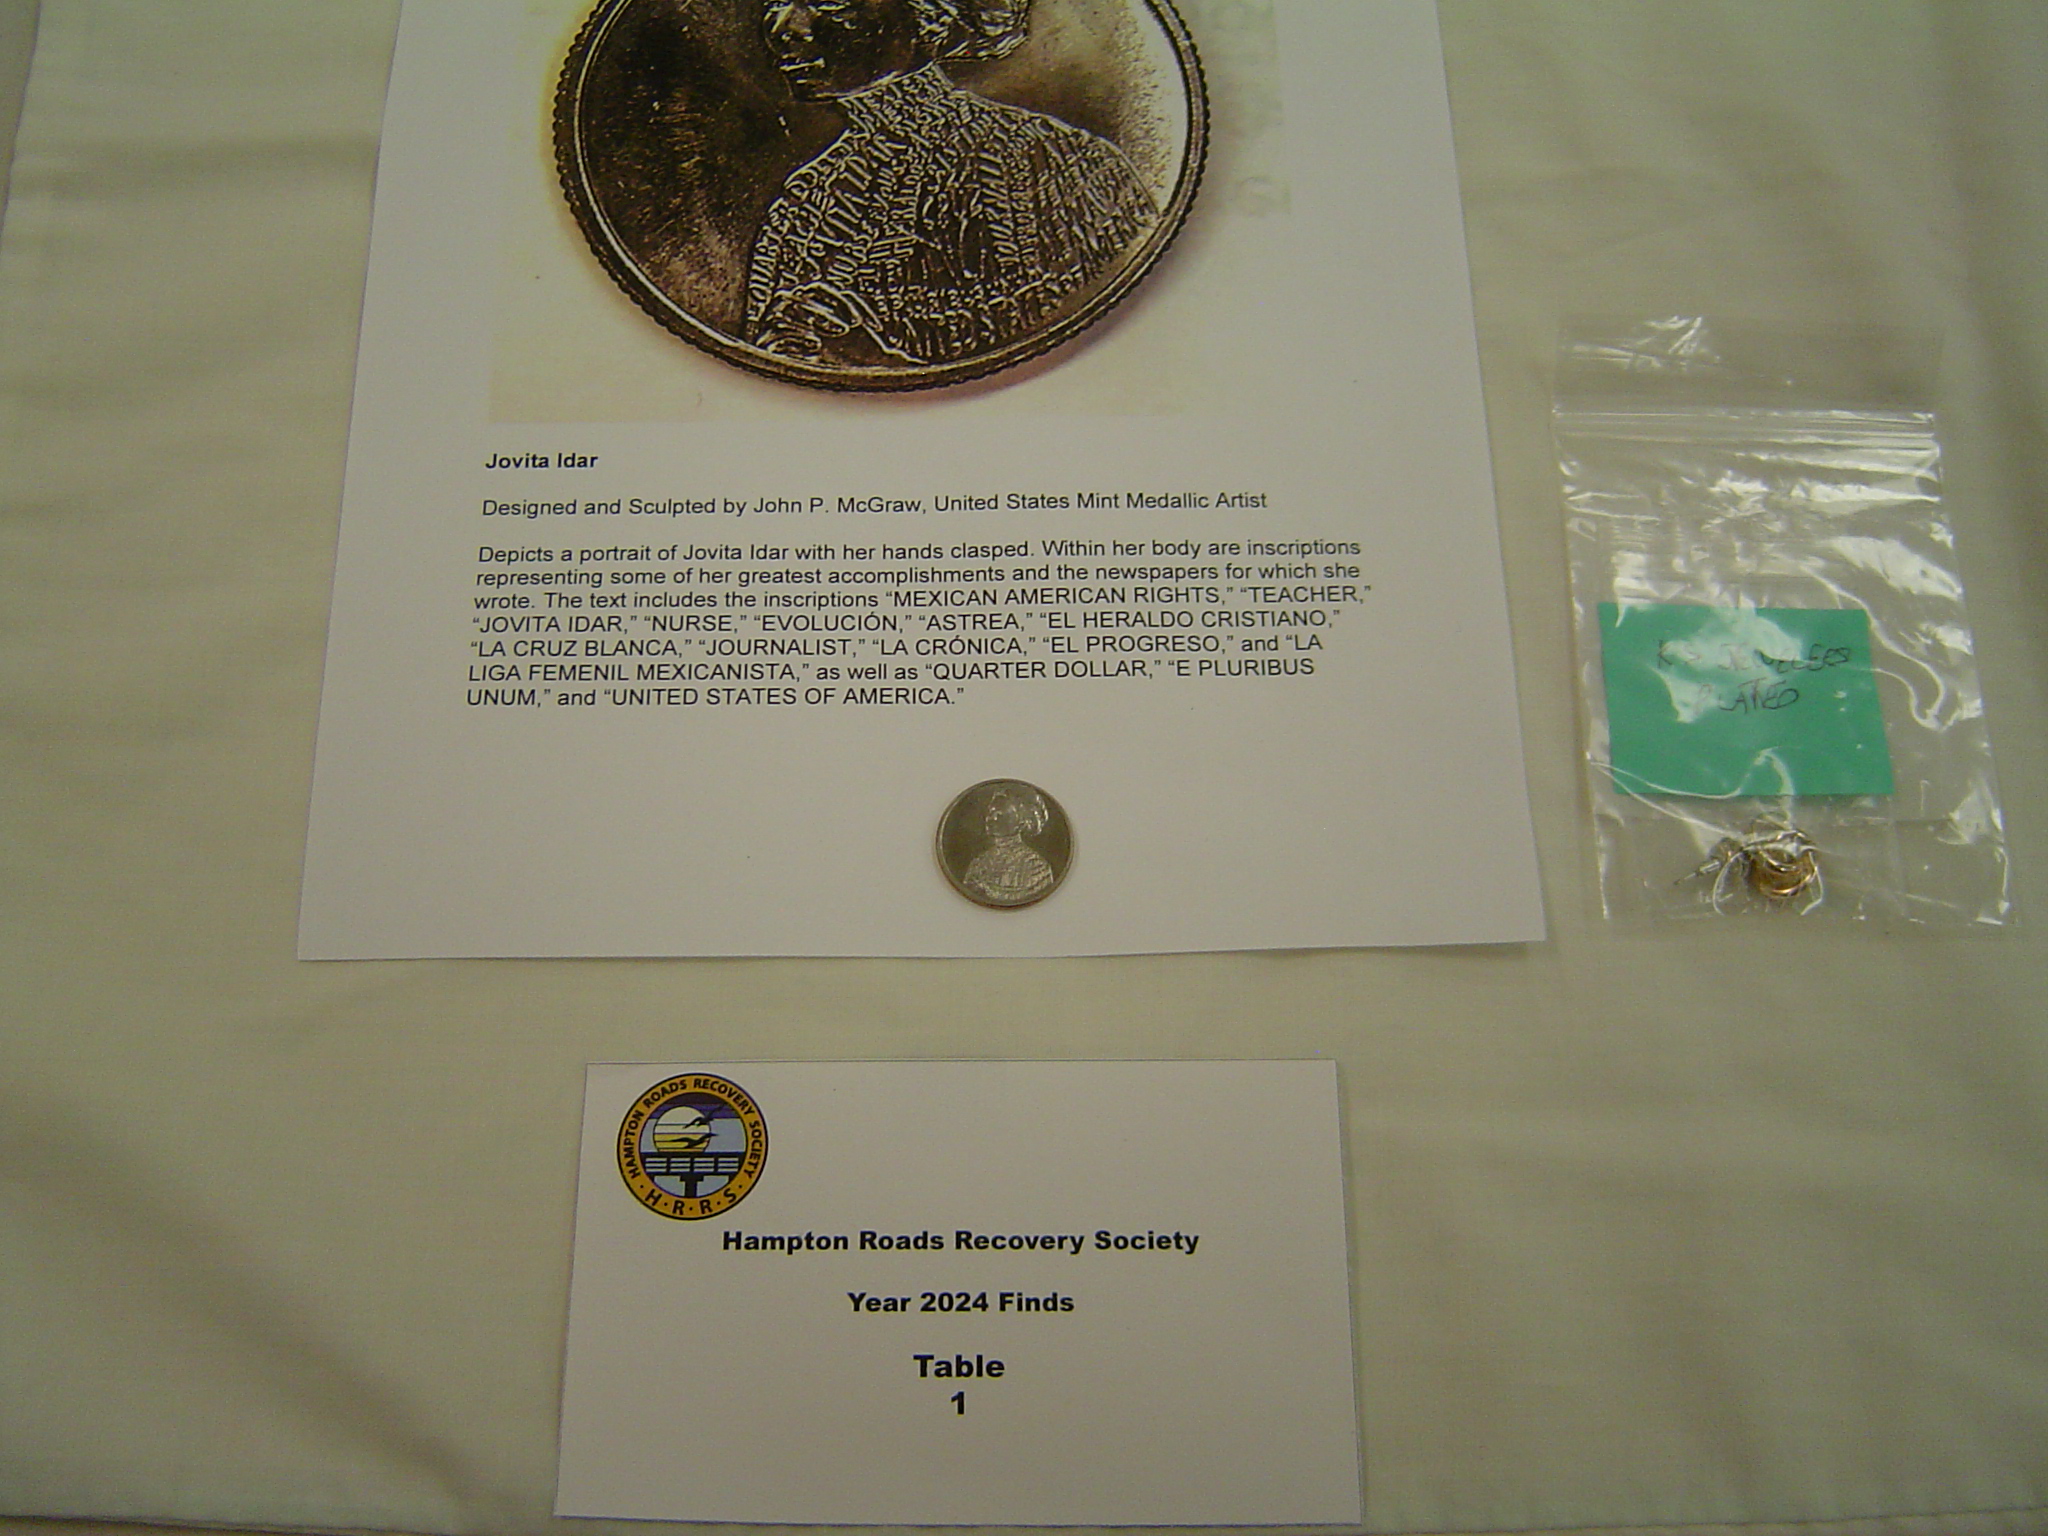 Jovita Idar
Designed and Sculpted by John P. McGraw, United States Mint Medallic Artist
Depicts a portrait of Jovita Idar with her hands clasped. Within her body are inscriptions
representing some of her greatest accomplishments and the newspapers for which she
wrote. The text includes the inscriptions “MEXICAN AMERICAN RIGHTS,” “TEACHER,”
“JOVITA IDAR,” “NURSE,” “EVOLUCIÓN,” “ASTREA,” “EL HERALDO CRISTIANO,”
“LA CRUZ BLANCA,” “JOURNALIST,” “LA CRÓNICA,” “EL PROGRESO,” and “LA
LIGA FEMENIL MEXICANISTA,” as well as “QUARTER DOLLAR,” “E PLURIBUS
UNUM,” and “UNITED STATES OF AMERICA.”
PLATED
HAMPTON ROADS RECOVERY SOCIETY
· H · R · R · S ·
Hampton Roads Recovery Society
Year 2024 Finds
Table
1